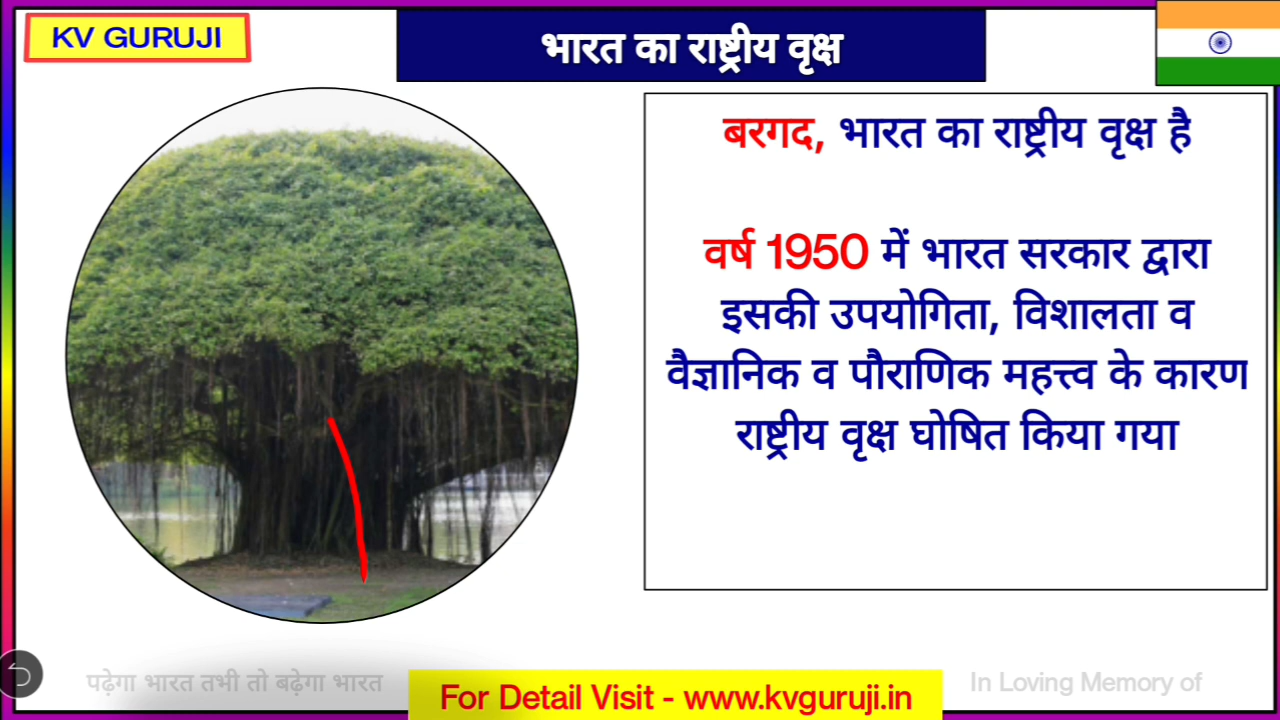 KV GURUJI
भारत का राष्ट्रीय वृक्ष
बरगद, भारत का राष्ट्रीय वृक्ष है
वर्ष 1950 में भारत सरकार द्वारा
इसकी उपयोगिता, विशालता व
वैज्ञानिक व पौराणिक महत्त्व के कारण
राष्ट्रीय वृक्ष घोषित किया गया
पढ़ेगा भारत तभी तो बढ़ेगा भारत
For Detail Visit - www.kvguruji.in
In Loving Memory of